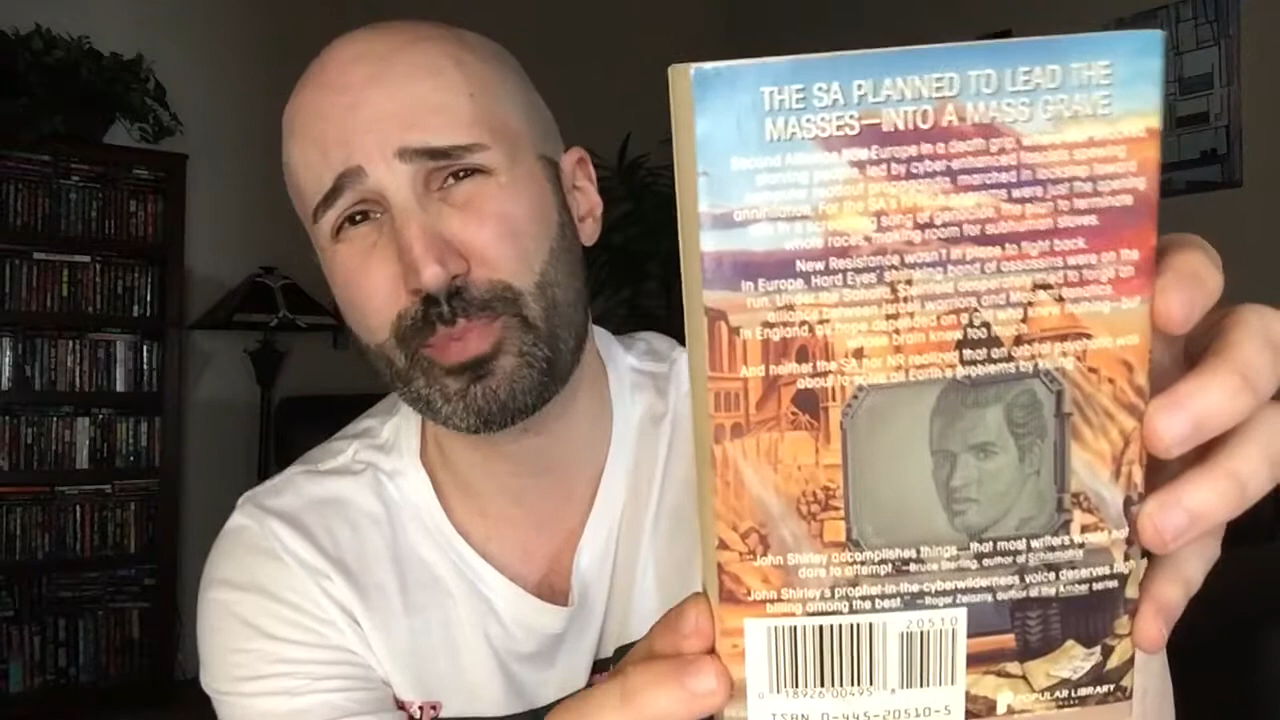 THE SA PLANNED TO LEAD THE
MASSES—INTO A MASS GRAVE
Second Alliance Europe in a death grip,
starving people, led by cyber-enhanced fascists spewing
computer readout propaganda, marched in lockstep toward
annihilation. For the SA's were just the opening
in a screaming song of genocide, the plan to terminate
whole races, making room for subhuman slaves.
New Resistance wasn't in place to fight back.
In Europe, Hard Eyes' shrinking band of assassins were on the
run. Under the Sahara, Steinfeld desperately tried to forge an
alliance between Israeli warriors and Moslem fanatics.
In England, all hope depended on a girl who knew nothing—but
whose brain knew too much.
And neither the SA nor NR realized that an orbital psychotic was
about to solve all Earth's problems by
"John Shirley accomplishes things that most writers would not
dare to attempt." —Bruce Sterling, author of Schismatrix
"John Shirley's prophet-in-the-cyberwilderness voice deserves high
billing among the best." —Roger Zelazny, author of the Amber series
20510
0 18926 00495 8
ISBN 0-445-20510-5
POPULAR LIBRARY